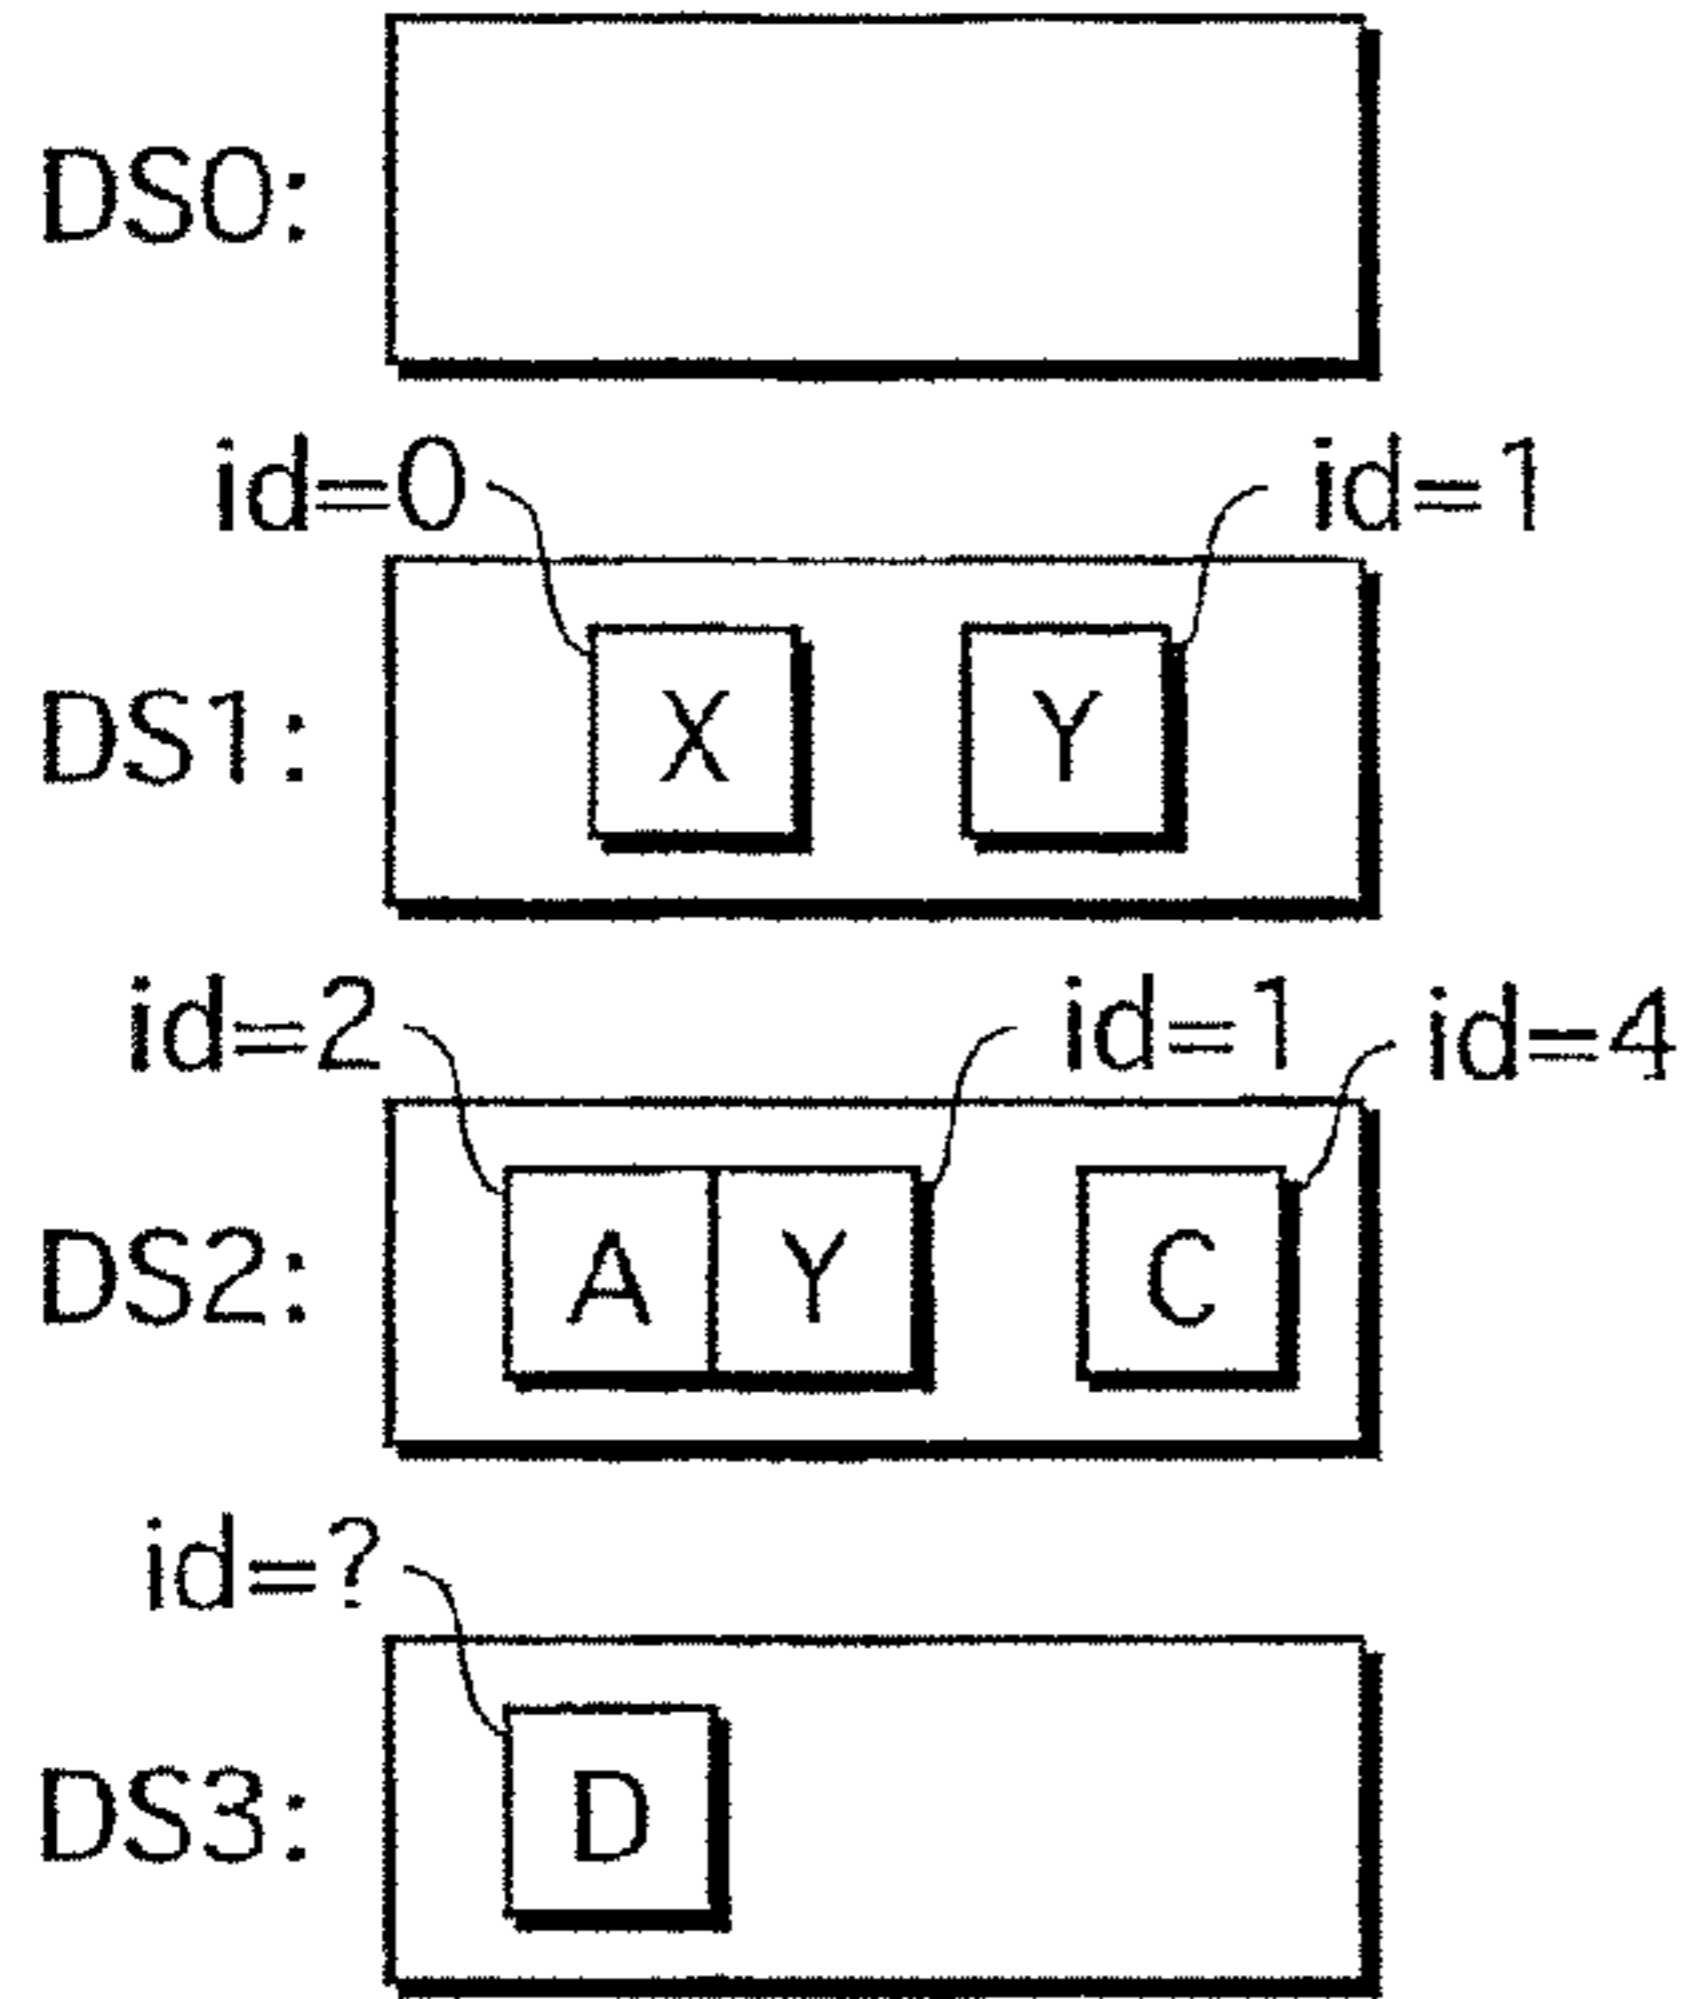 DS0:
id=0 id=1
DS1: X Y
id=2 id=1 id=4
DS2: A Y C
id=?
DS3: D